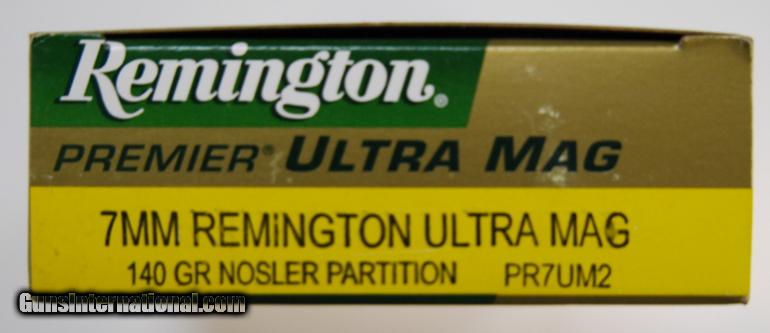 Remington®
PREMIER® ULTRA MAG
7MM REMINGTON ULTRA MAG
140 GR NOSLER PARTITION PR7UM2
GunsInternational.com